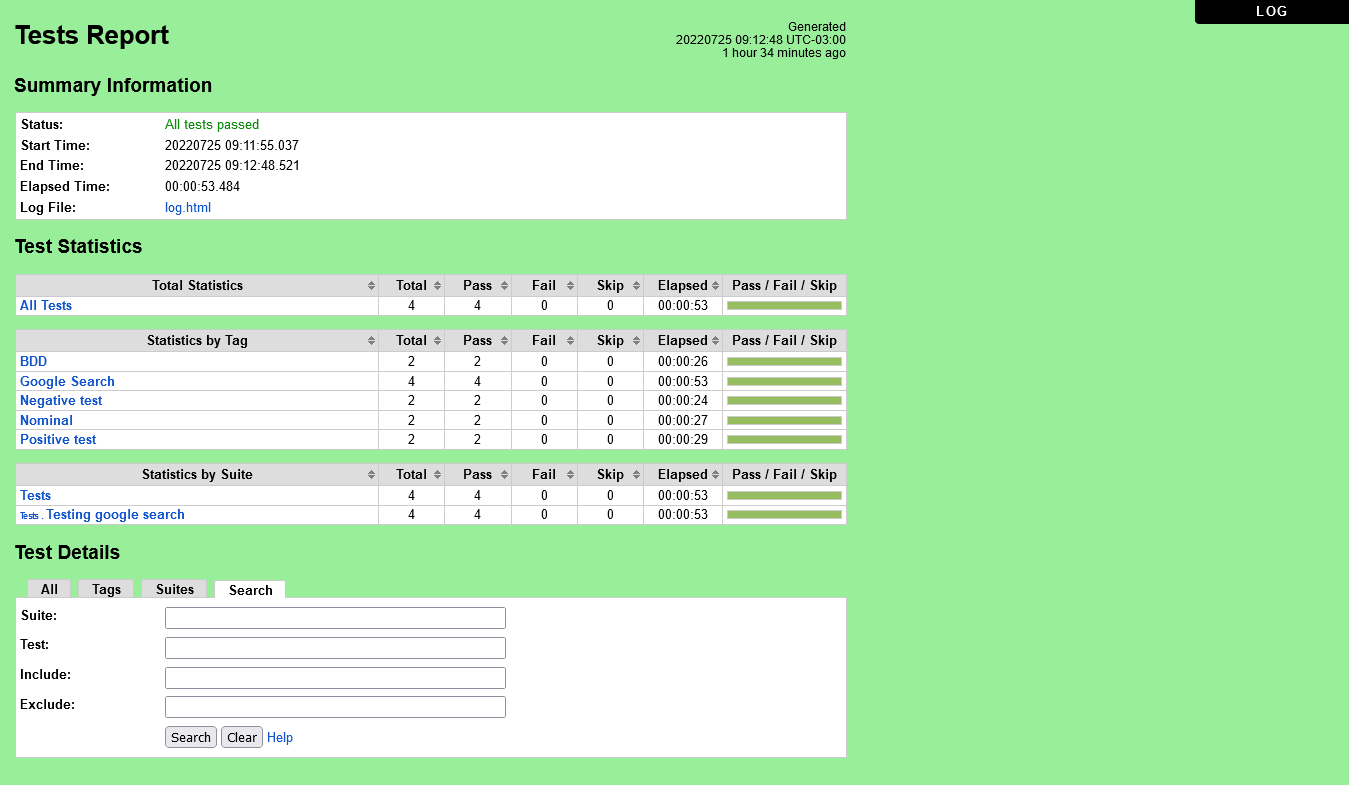 LOG
Tests Report
Generated
20220725 09:12:48 UTC-03:00
1 hour 34 minutes ago
Summary Information
Status: All tests passed
Start Time: 20220725 09:11:55.037
End Time: 20220725 09:12:48.521
Elapsed Time: 00:00:53.484
Log File: log.html
Test Statistics
Total Statistics Total Pass Fail Skip Elapsed Pass / Fail / Skip
All Tests 4 4 0 0 00:00:53
Statistics by Tag Total Pass Fail Skip Elapsed Pass / Fail / Skip
BDD 2 2 0 0 00:00:26
Google Search 4 4 0 0 00:00:53
Negative test 2 2 0 0 00:00:24
Nominal 2 2 0 0 00:00:27
Positive test 2 2 0 0 00:00:29
Statistics by Suite Total Pass Fail Skip Elapsed Pass / Fail / Skip
Tests 4 4 0 0 00:00:53
Tests . Testing google search 4 4 0 0 00:00:53
Test Details
All Tags Suites Search
Suite:
Test:
Include:
Exclude:
Search Clear Help